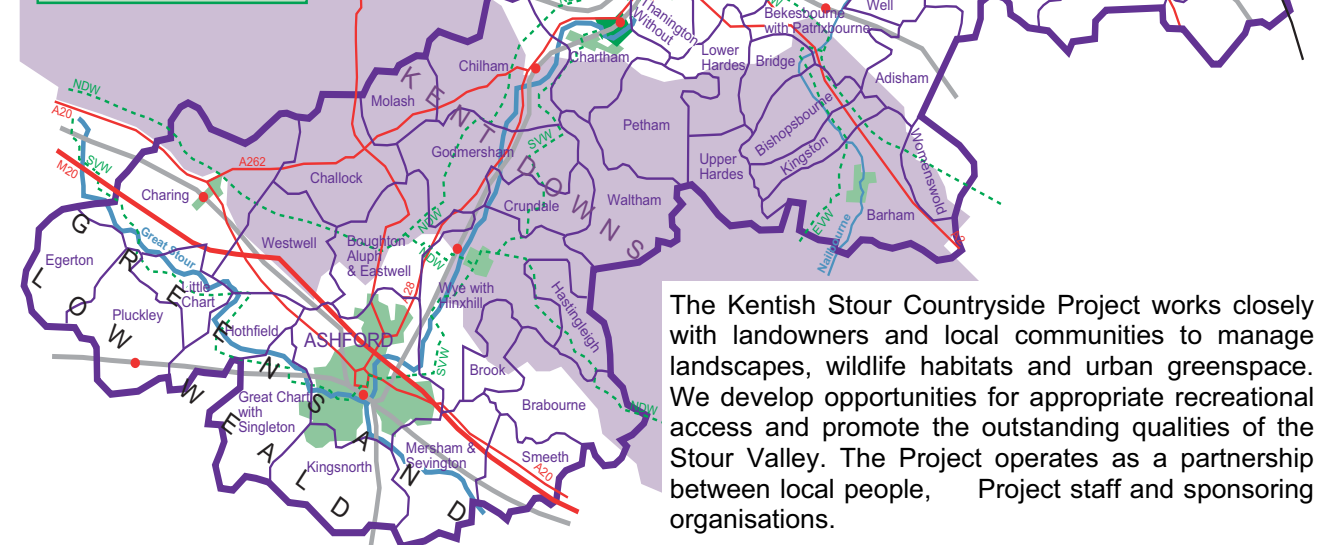 Well
Thanington
Without
Bekesbourne
with Patrixbourne
Chartham
Lower
Hardes
Bridge
Chilham
Adisham
NDW
Molash
KENT DOWNS
A20
Petham
Bishopsbourne
SVW
Godmersham
Womenswold
M20
SVW
A262
Upper
Hardes
Kingston
Challock
Charing
Crundale
Waltham
Barham
NDW
EVW
A2
GREENSAND
Great Stour
Westwell
Boughton
Aluph
& Eastwell
NDW
Nailbourne
Egerton
LOW WEALD
Little
Chart
A28
Wye with
Hinxhill
Hastingleigh
Pluckley
Hothfield
ASHFORD
SVW
Brook
Great Chart
with
Singleton
Brabourne
NDW
Mersham &
Sevington
Smeeth
Kingsnorth
A20
The Kentish Stour Countryside Project works closely
with landowners and local communities to manage
landscapes, wildlife habitats and urban greenspace.
We develop opportunities for appropriate recreational
access and promote the outstanding qualities of the
Stour Valley. The Project operates as a partnership
between local people, Project staff and sponsoring
organisations.